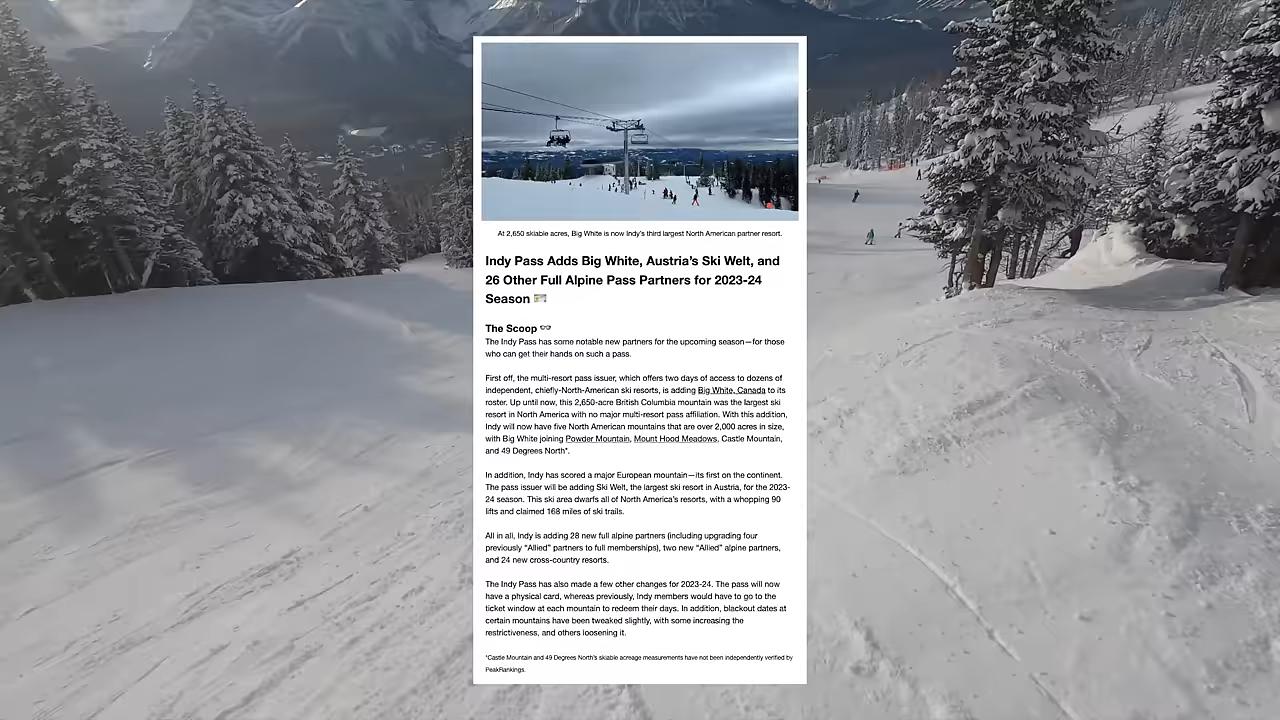 At 2,650 skiable acres, Big White is now Indy's third largest North American partner resort.
Indy Pass Adds Big White, Austria's Ski Welt, and
26 Other Full Alpine Pass Partners for 2023-24
Season 🎫
The Scoop 👓
The Indy Pass has some notable new partners for the upcoming season—for those
who can get their hands on such a pass.
First off, the multi-resort pass issuer, which offers two days of access to dozens of
independent, chiefly-North-American ski resorts, is adding Big White, Canada to its
roster. Up until now, this 2,650-acre British Columbia mountain was the largest ski
resort in North America with no major multi-resort pass affiliation. With this addition,
Indy will now have five North American mountains that are over 2,000 acres in size,
with Big White joining Powder Mountain, Mount Hood Meadows, Castle Mountain,
and 49 Degrees North*.
In addition, Indy has scored a major European mountain—its first on the continent.
The pass issuer will be adding Ski Welt, the largest ski resort in Austria, for the 2023-
24 season. This ski area dwarfs all of North America's resorts, with a whopping 90
lifts and claimed 168 miles of ski trails.
All in all, Indy is adding 28 new full alpine partners (including upgrading four
previously “Allied” partners to full memberships), two new “Allied” alpine partners,
and 24 new cross-country resorts.
The Indy Pass has also made a few other changes for 2023-24. The pass will now
have a physical card, whereas previously, Indy members would have to go to the
ticket window at each mountain to redeem their days. In addition, blackout dates at
certain mountains have been tweaked slightly, with some increasing the
restrictiveness, and others loosening it.
*Castle Mountain and 49 Degrees North's skiable acreage measurements have not been independently verified by
PeakRankings.